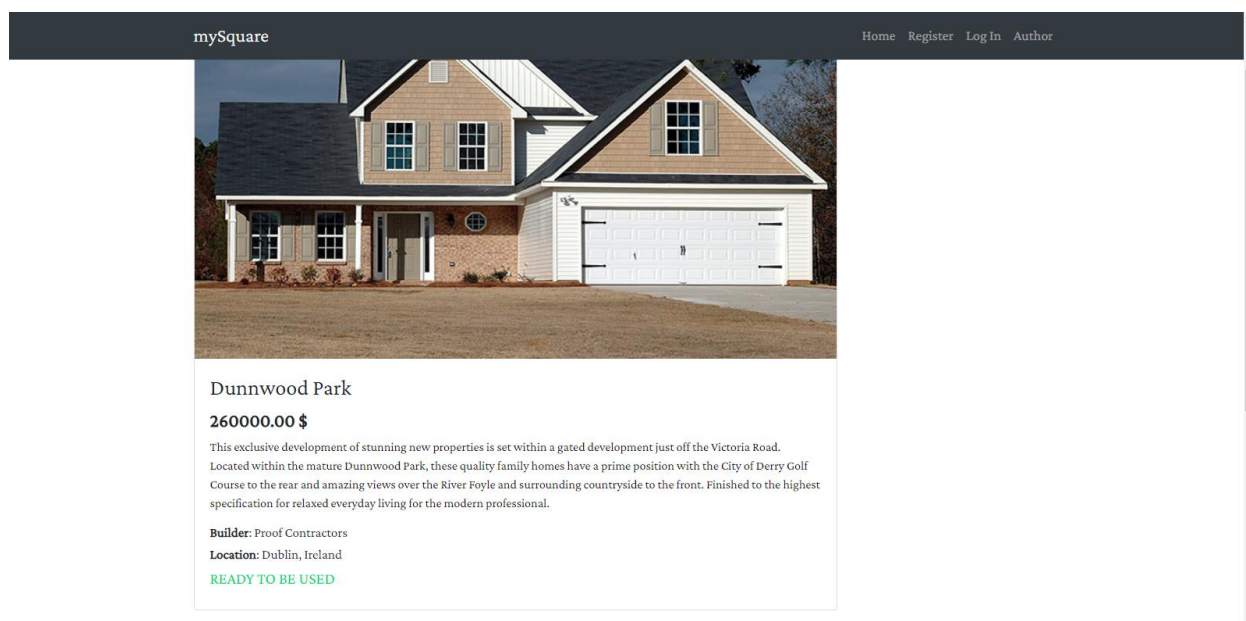 mySquare
Home Register Log In Author
Dunnwood Park
260000.00 $
This exclusive development of stunning new properties is set within a gated development just off the Victoria Road.
Located within the mature Dunnwood Park, these quality family homes have a prime position with the City of Derry Golf
Course to the rear and amazing views over the River Foyle and surrounding countryside to the front. Finished to the highest
specification for relaxed everyday living for the modern professional.
Builder: Proof Contractors
Location: Dublin, Ireland
READY TO BE USED